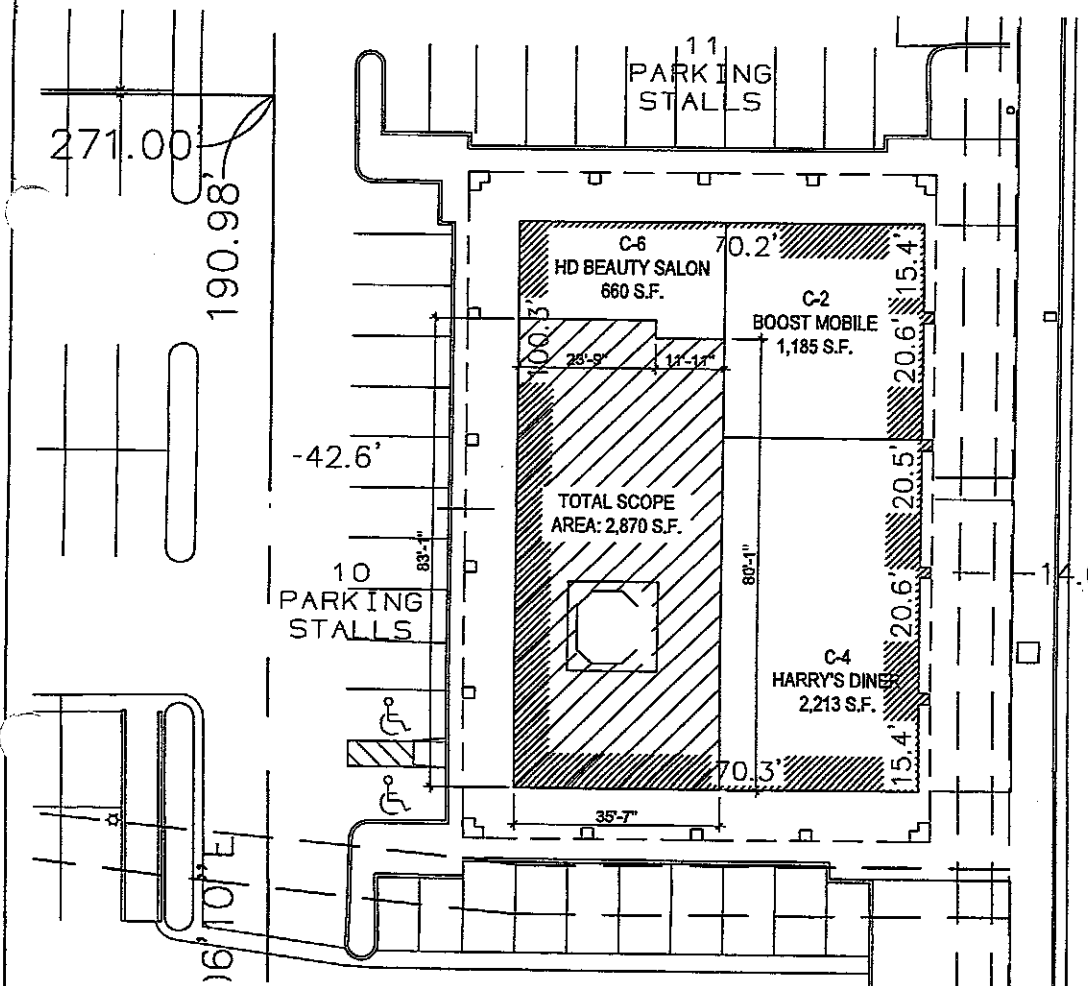 11
PARKING
STALLS
271.00
190.98'
C-6
HD BEAUTY SALON
660 S.F.
70.2'
15.4'
C-2
BOOST MOBILE
1,185 S.F.
100.3'
20.6'
23'-9"
11'-11"
-42.6'
20.5'
TOTAL SCOPE
AREA: 2,870 S.F.
83'-1"
80'-1"
10
PARKING
STALLS
20.6'
C-4
HARRY'S DINER
2,213 S.F.
70.3'
15.4'
35'-7"
06'10" E